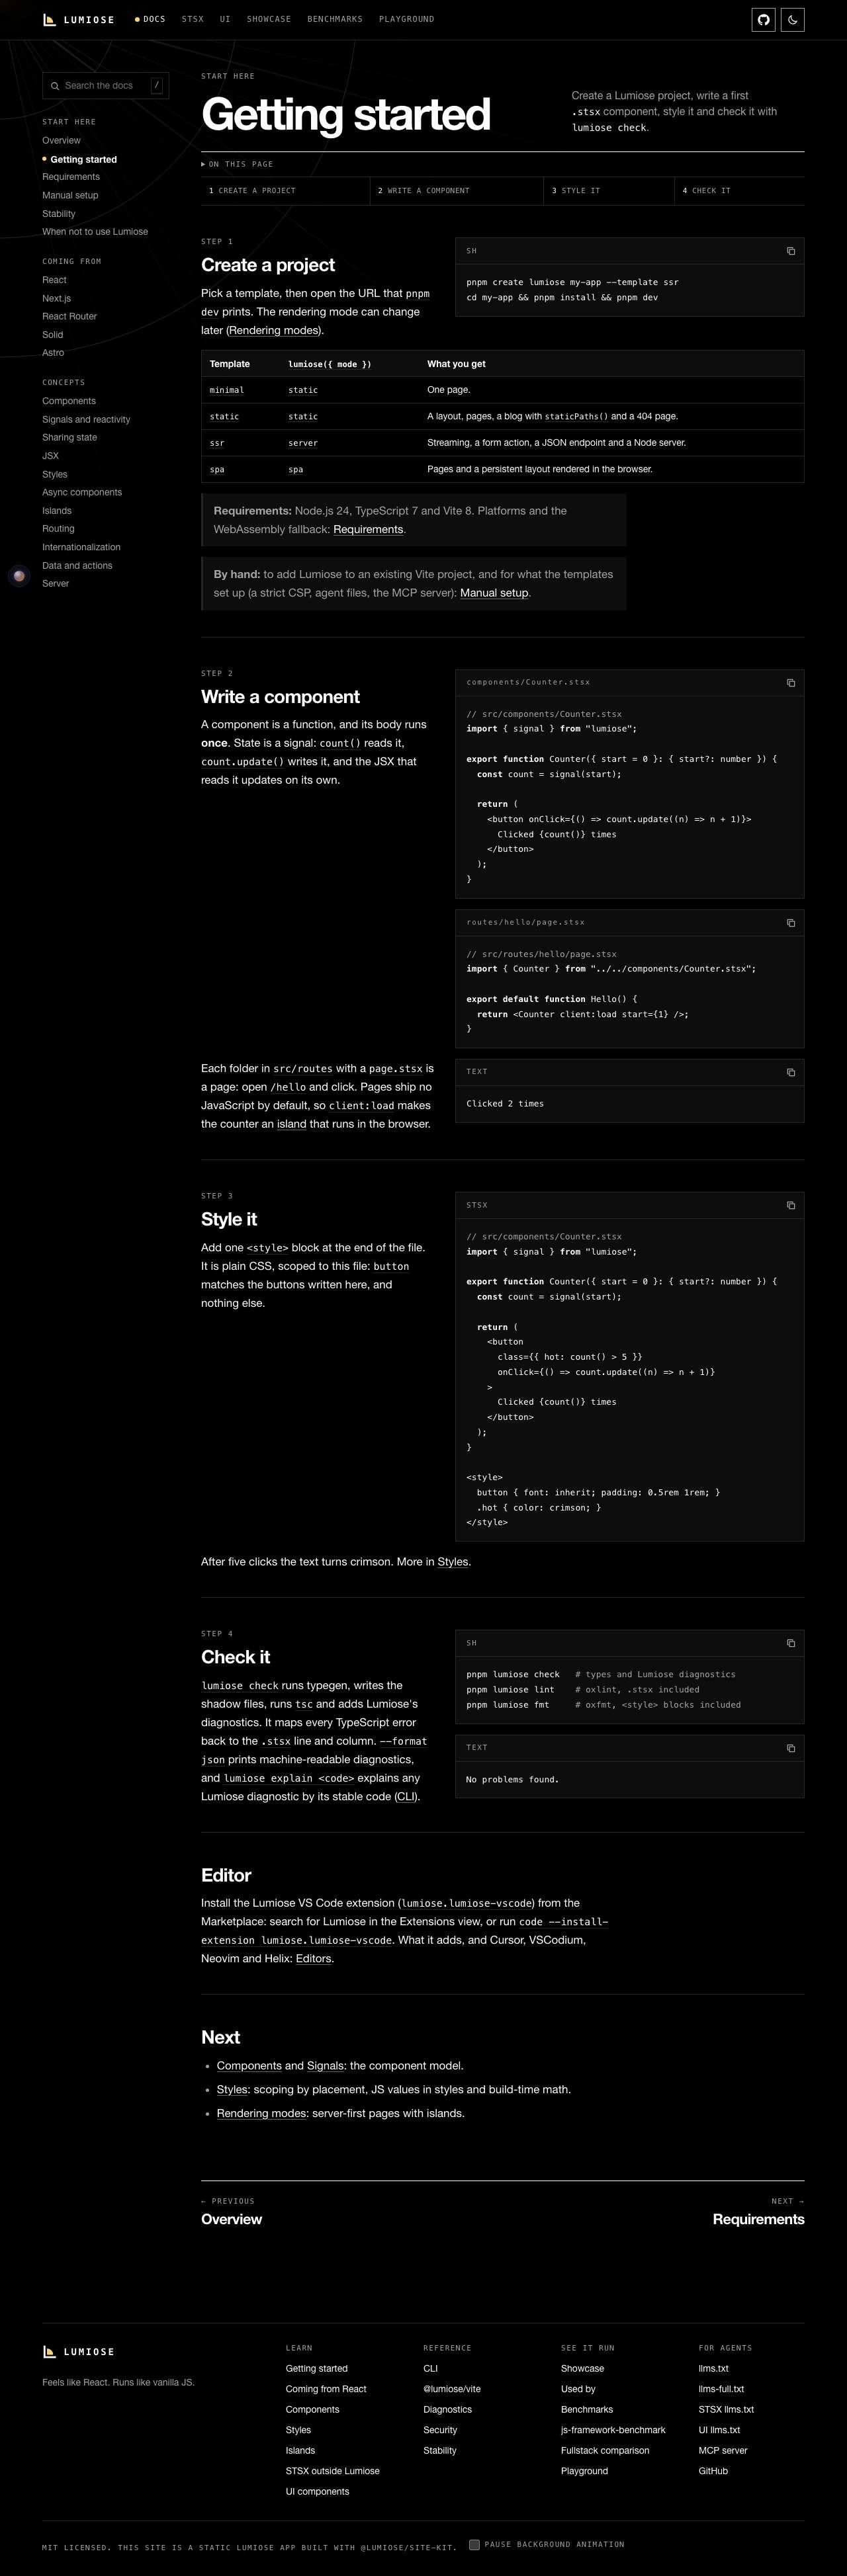 LUMIOSE
DOCS STSX UI SHOWCASE BENCHMARKS PLAYGROUND
Search the docs /
START HERE
Overview
Getting started
Requirements
Manual setup
Stability
When not to use Lumiose
COMING FROM
React
Next.js
React Router
Solid
Astro
CONCEPTS
Components
Signals and reactivity
Sharing state
JSX
Styles
Async components
Islands
Routing
Internationalization
Data and actions
Server
START HERE
Getting started
Create a Lumiose project, write a first
.stsx component, style it and check it with
lumiose check.
▶ ON THIS PAGE
1 CREATE A PROJECT
2 WRITE A COMPONENT
3 STYLE IT
4 CHECK IT
STEP 1
Create a project
Pick a template, then open the URL that pnpm
dev prints. The rendering mode can change
later (Rendering modes).
SH
pnpm create lumiose my-app --template ssr
cd my-app && pnpm install && pnpm dev
Template lumiose({ mode }) What you get
minimal static One page.
static static A layout, pages, a blog with staticPaths() and a 404 page.
ssr server Streaming, a form action, a JSON endpoint and a Node server.
spa spa Pages and a persistent layout rendered in the browser.
Requirements: Node.js 24, TypeScript 7 and Vite 8. Platforms and the
WebAssembly fallback: Requirements.
By hand: to add Lumiose to an existing Vite project, and for what the templates
set up (a strict CSP, agent files, the MCP server): Manual setup.
STEP 2
Write a component
A component is a function, and its body runs
once. State is a signal: count() reads it,
count.update() writes it, and the JSX that
reads it updates on its own.
components/Counter.stsx
// src/components/Counter.stsx
import { signal } from "lumiose";
export function Counter({ start = 0 }: { start?: number }) {
  const count = signal(start);
  return (
    <button onClick={() => count.update((n) => n + 1)}>
      Clicked {count()} times
    </button>
  );
}
routes/hello/page.stsx
// src/routes/hello/page.stsx
import { Counter } from "../../components/Counter.stsx";
export default function Hello() {
  return <Counter client:load start={1} />;
}
Each folder in src/routes with a page.stsx is
a page: open /hello and click. Pages ship no
JavaScript by default, so client:load makes
the counter an island that runs in the browser.
TEXT
Clicked 2 times
STEP 3
Style it
Add one <style> block at the end of the file.
It is plain CSS, scoped to this file: button
matches the buttons written here, and
nothing else.
STSX
// src/components/Counter.stsx
import { signal } from "lumiose";
export function Counter({ start = 0 }: { start?: number }) {
  const count = signal(start);
  return (
    <button
      class={{ hot: count() > 5 }}
      onClick={() => count.update((n) => n + 1)}
    >
      Clicked {count()} times
    </button>
  );
}
<style>
  button { font: inherit; padding: 0.5rem 1rem; }
  .hot { color: crimson; }
</style>
After five clicks the text turns crimson. More in Styles.
STEP 4
Check it
lumiose check runs typegen, writes the
shadow files, runs tsc and adds Lumiose's
diagnostics. It maps every TypeScript error
back to the .stsx line and column. --format
json prints machine-readable diagnostics,
and lumiose explain <code> explains any
Lumiose diagnostic by its stable code (CLI).
SH
pnpm lumiose check # types and Lumiose diagnostics
pnpm lumiose lint # oxlint, .stsx included
pnpm lumiose fmt # oxfmt, <style> blocks included
TEXT
No problems found.
Editor
Install the Lumiose VS Code extension (lumiose.lumiose-vscode) from the
Marketplace: search for Lumiose in the Extensions view, or run code --install-
extension lumiose.lumiose-vscode. What it adds, and Cursor, VSCodium,
Neovim and Helix: Editors.
Next
• Components and Signals: the component model.
• Styles: scoping by placement, JS values in styles and build-time math.
• Rendering modes: server-first pages with islands.
← PREVIOUS
Overview
NEXT →
Requirements
LUMIOSE
Feels like React. Runs like vanilla JS.
LEARN
Getting started
Coming from React
Components
Styles
Islands
STSX outside Lumiose
UI components
REFERENCE
CLI
@lumiose/vite
Diagnostics
Security
Stability
SEE IT RUN
Showcase
Used by
Benchmarks
js-framework-benchmark
Fullstack comparison
Playground
FOR AGENTS
llms.txt
llms-full.txt
STSX llms.txt
UI llms.txt
MCP server
GitHub
MIT LICENSED. THIS SITE IS A STATIC LUMIOSE APP BUILT WITH @LUMIOSE/SITE-KIT.
PAUSE BACKGROUND ANIMATION